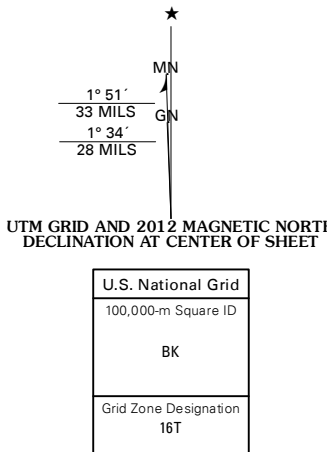 MN
1° 51´
33 MILS
GN
1° 34´
28 MILS
UTM GRID AND 2012 MAGNETIC NORTH
DECLINATION AT CENTER OF SHEET
U.S. National Grid
100,000-m Square ID
BK
Grid Zone Designation
16T